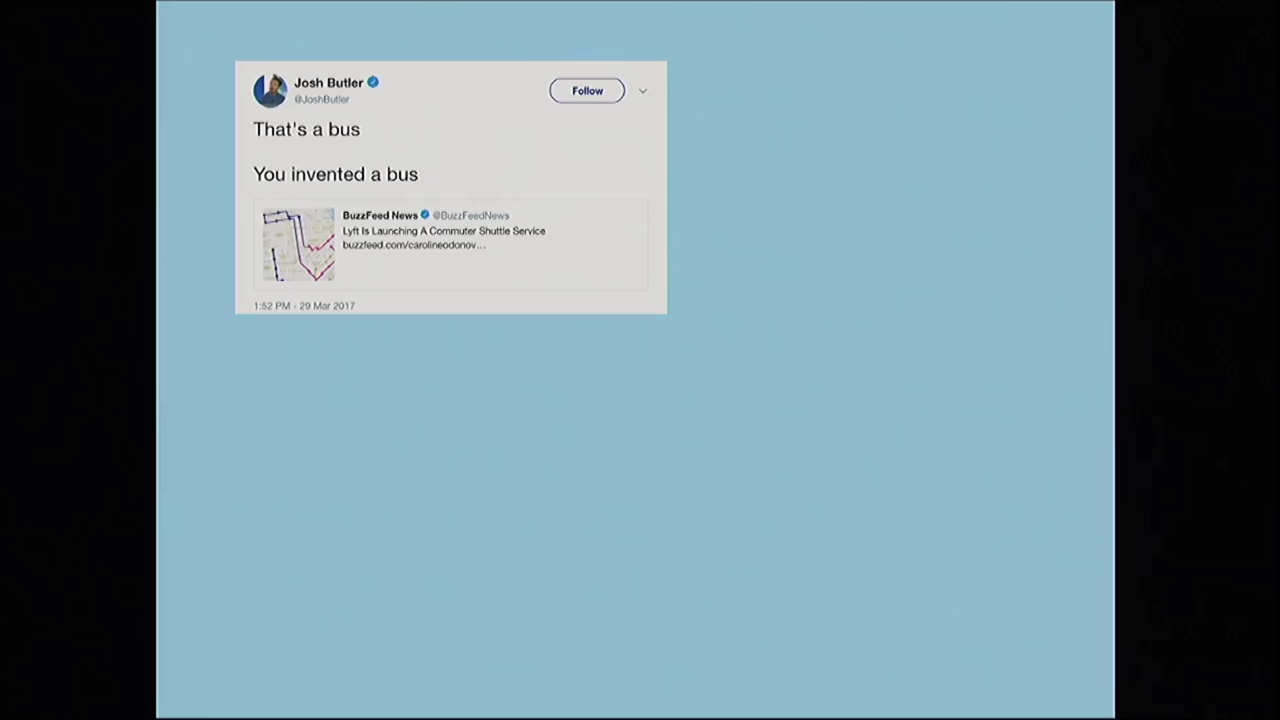 Josh Butler
@JoshButler
Follow
That's a bus
You invented a bus
BuzzFeed News @BuzzFeedNews
Lyft Is Launching A Commuter Shuttle Service
buzzfeed.com/carolineodonov...
1:52 PM - 29 Mar 2017